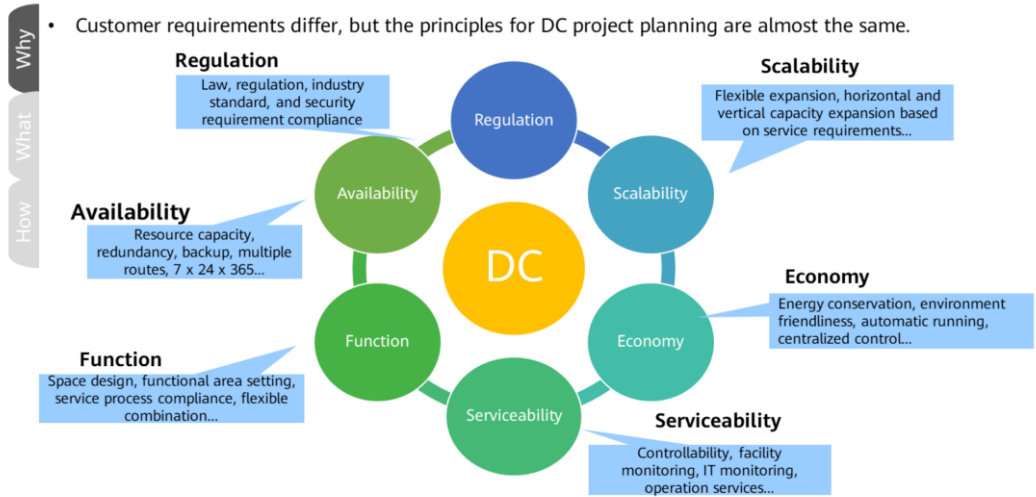 Why
What
How
• Customer requirements differ, but the principles for DC project planning are almost the same.
Regulation
Law, regulation, industry
standard, and security
requirement compliance
Scalability
Flexible expansion, horizontal and
vertical capacity expansion based
on service requirements...
Availability
Resource capacity,
redundancy, backup, multiple
routes, 7 x 24 x 365...
Economy
Energy conservation, environment
friendliness, automatic running,
centralized control...
Function
Space design, functional area setting,
service process compliance, flexible
combination...
Serviceability
Controllability, facility
monitoring, IT monitoring,
operation services...
Regulation
Scalability
Economy
Serviceability
Function
Availability
DC